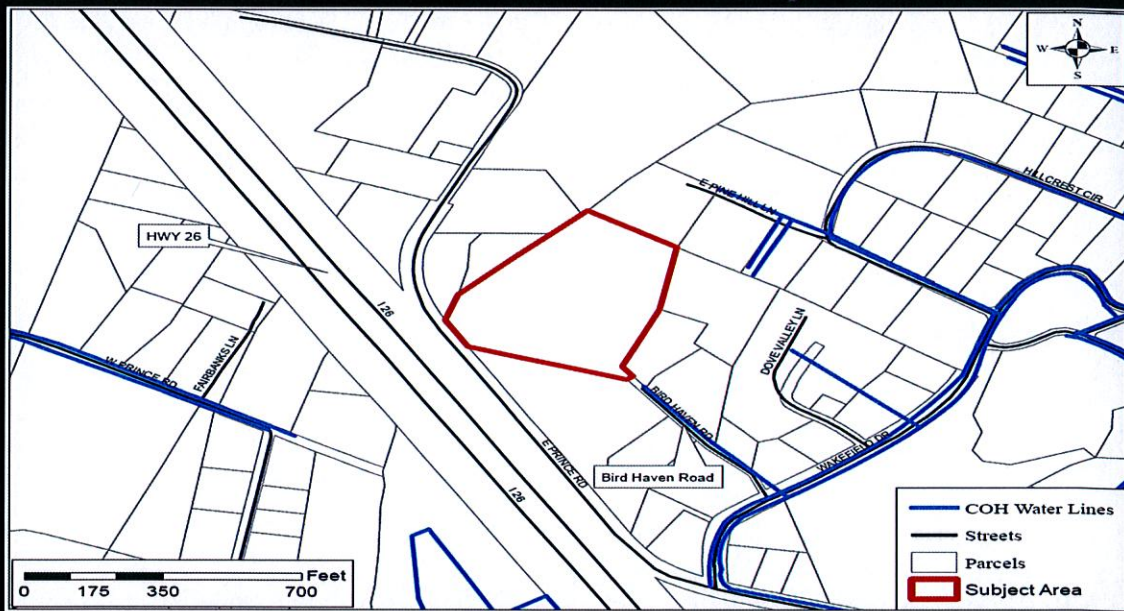 N
W E
S
HILLCREST CIR
E PINE HILL LN
HWY 26
I 26
FAIRBANKS LN
W PRINCE RD
DOVE VALLEY LN
BIRD HAVEN RD
WAKEFIELD DR
E PRINCE RD
Bird Haven Road
I 26
COH Water Lines
Streets
Parcels
Subject Area
Feet
0 175 350 700